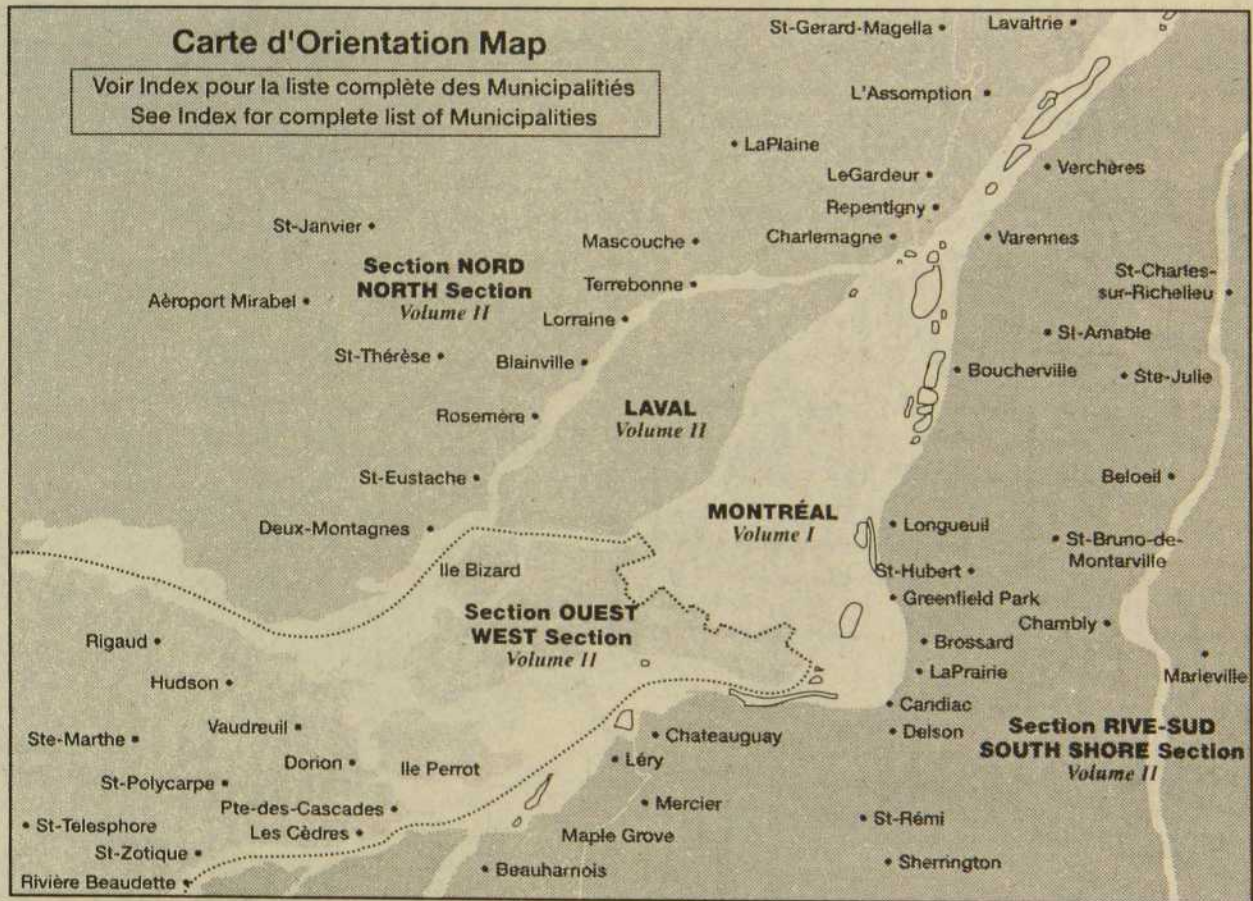 Carte d'Orientation Map
Voir Index pour la liste complète des Municipalitiés
See Index for complete list of Municipalities
St-Gerard-Magella
Lavaltrie
L'Assomption
LaPlaine
LeGardeur
Verchères
Repentigny
St-Janvier
Mascouche
Charlemagne
Varennes
Section NORD
NORTH Section
Volume II
Terrebonne
St-Charles-
sur-Richelieu
Aèroport Mirabel
Lorraine
St-Amable
St-Thérèse
Blainville
Boucherville
Ste-Julie
Rosemère
LAVAL
Volume II
St-Eustache
Beloeil
Deux-Montagnes
MONTRÉAL
Volume I
Longueuil
St-Bruno-de-
Montarville
Ile Bizard
St-Hubert
Greenfield Park
Section OUEST
WEST Section
Volume II
Chambly
Rigaud
Brossard
LaPrairie
Marieville
Hudson
Candiac
Vaudreuil
Delson
Section RIVE-SUD
SOUTH SHORE Section
Volume II
Ste-Marthe
Chateauguay
Dorion
Ile Perrot
Léry
St-Polycarpe
Pte-des-Cascades
Mercier
St-Telesphore
Les Cèdres
Maple Grove
St-Rémi
St-Zotique
Beauharnois
Sherrington
Rivière Beaudette